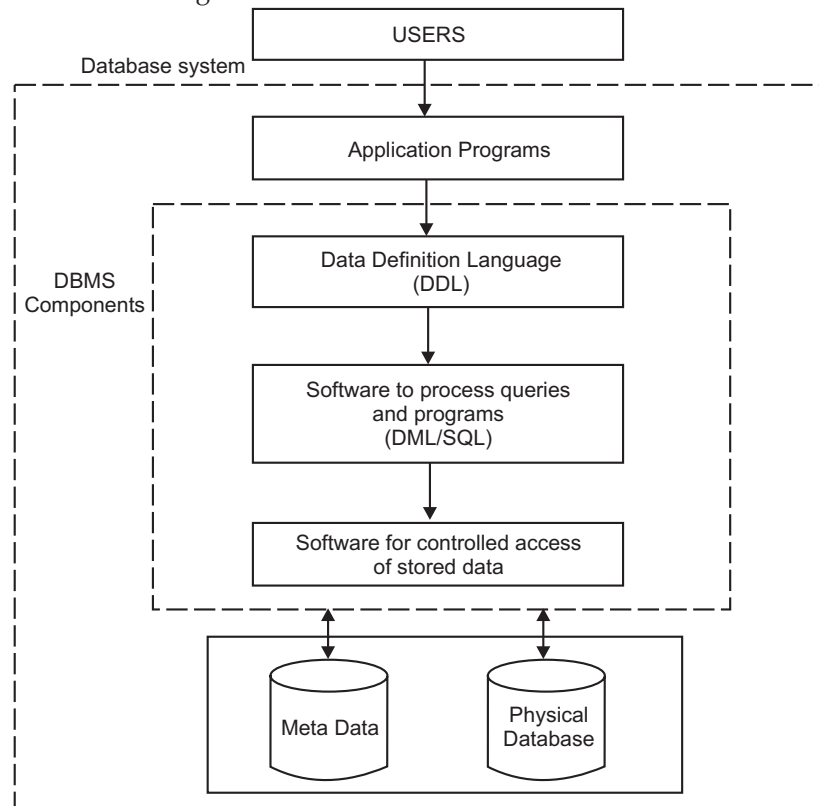 USERS
Database system
Application Programs
Data Definition Language
(DDL)
DBMS
Components
Software to process queries
and programs
(DML/SQL)
Software for controlled access
of stored data
Meta Data
Physical
Database